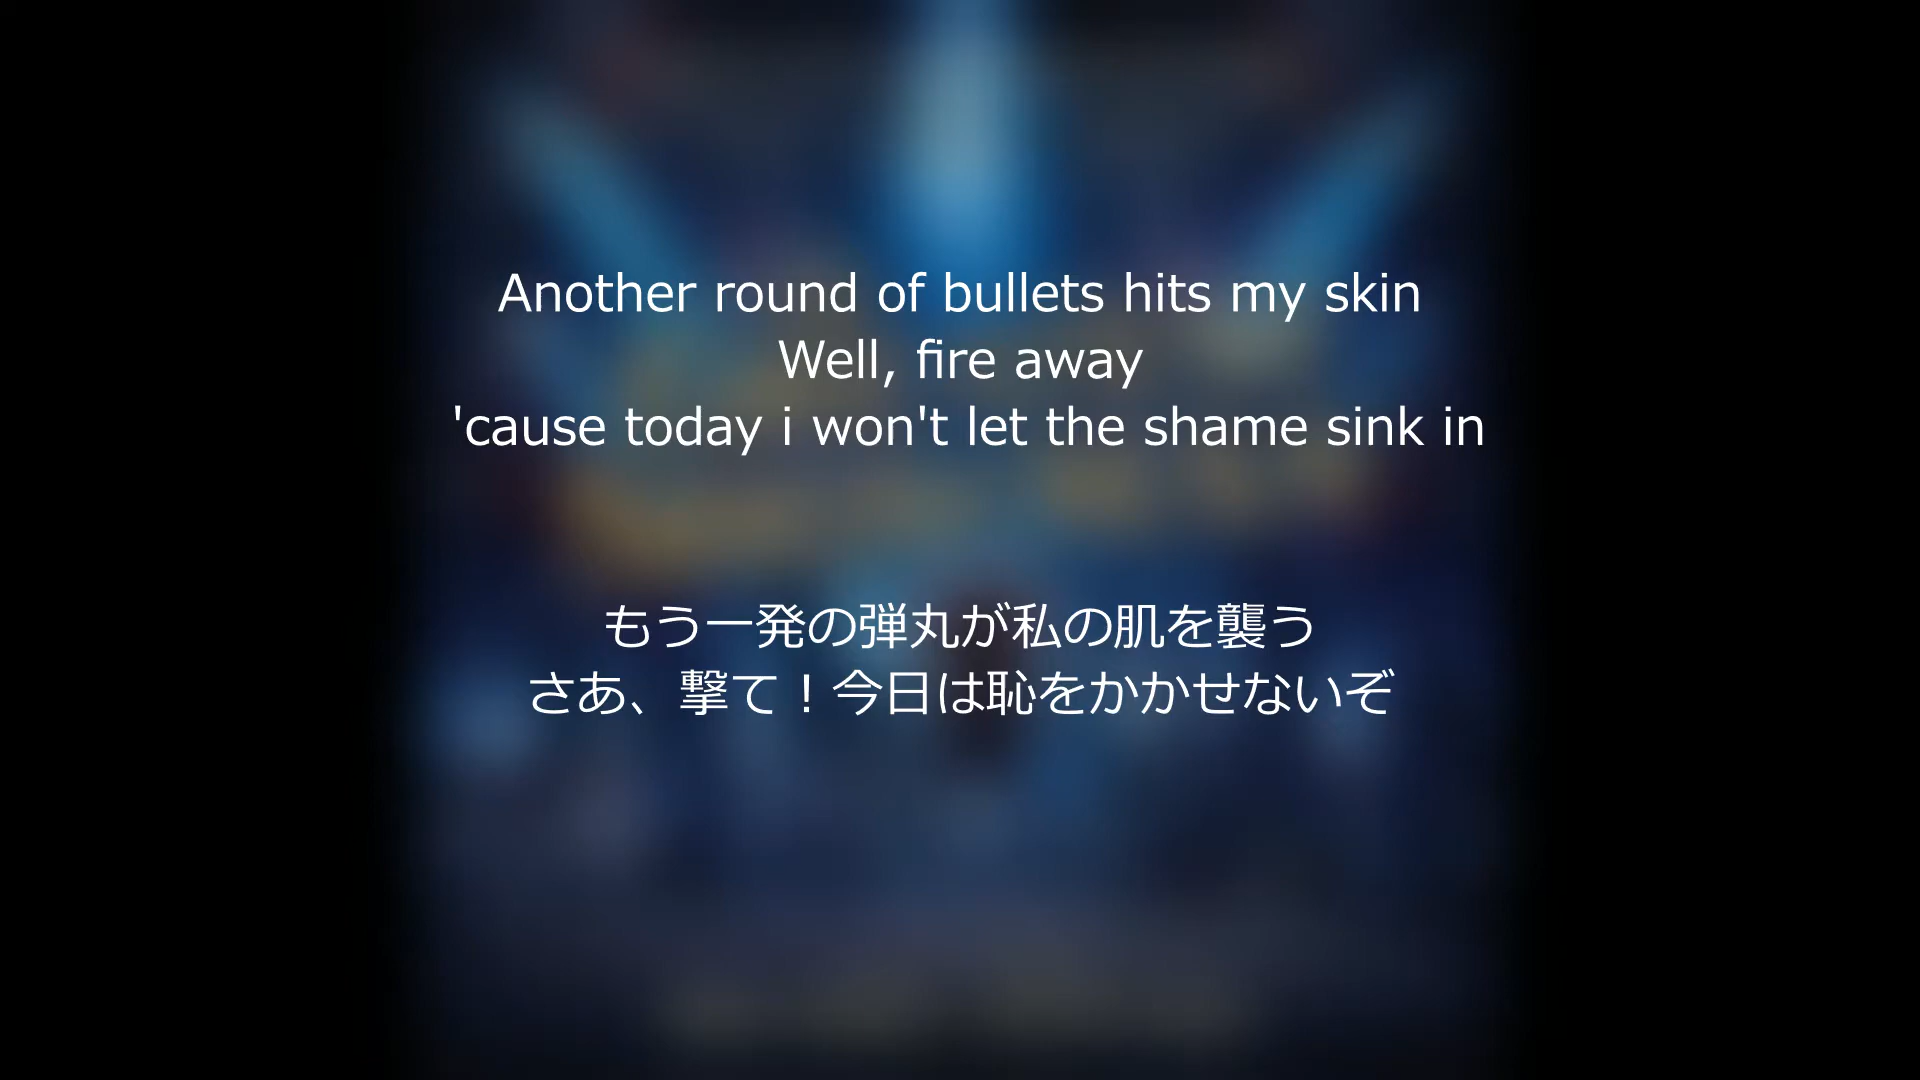 Another round of bullets hits my skin
Well, fire away
'cause today i won't let the shame sink in
もう一発の弾丸が私の肌を襲う
さあ、撃て！今日は恥をかかせないぞ